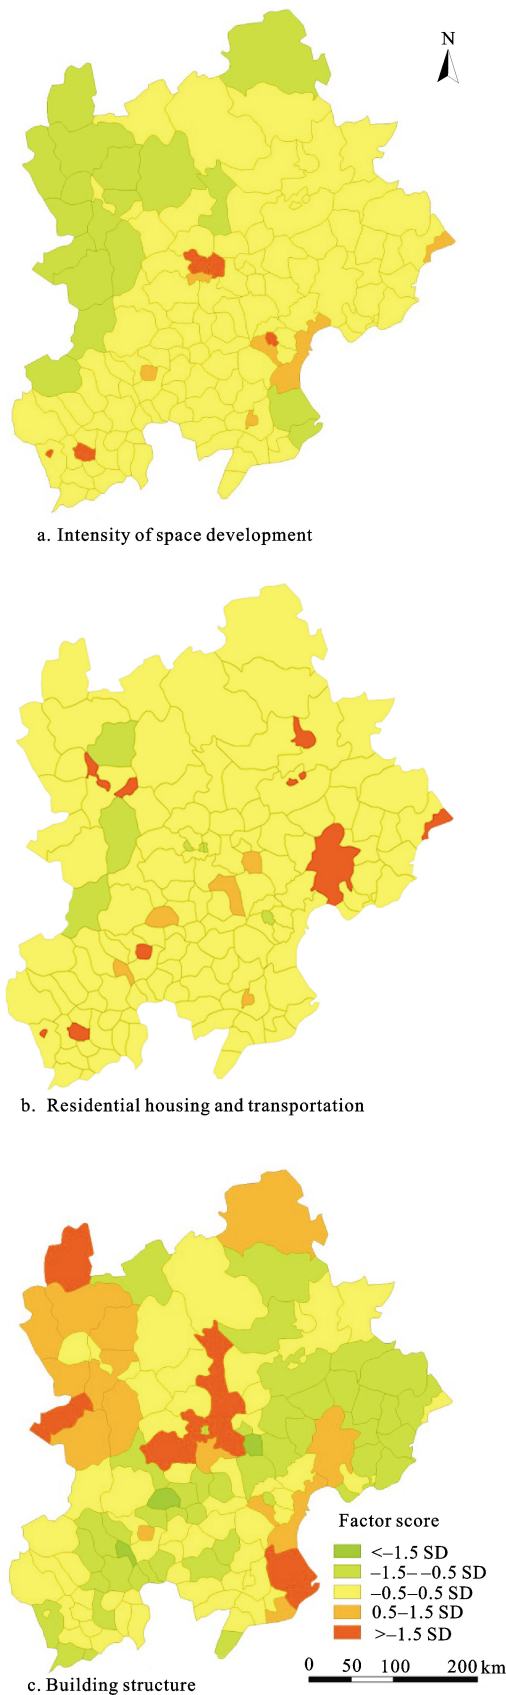 N
a. Intensity of space development
b. Residential housing and transportation
Factor score
<–1.5 SD
–1.5– –0.5 SD
–0.5–0.5 SD
0.5–1.5 SD
>–1.5 SD
0 50 100 200 km
c. Building structure